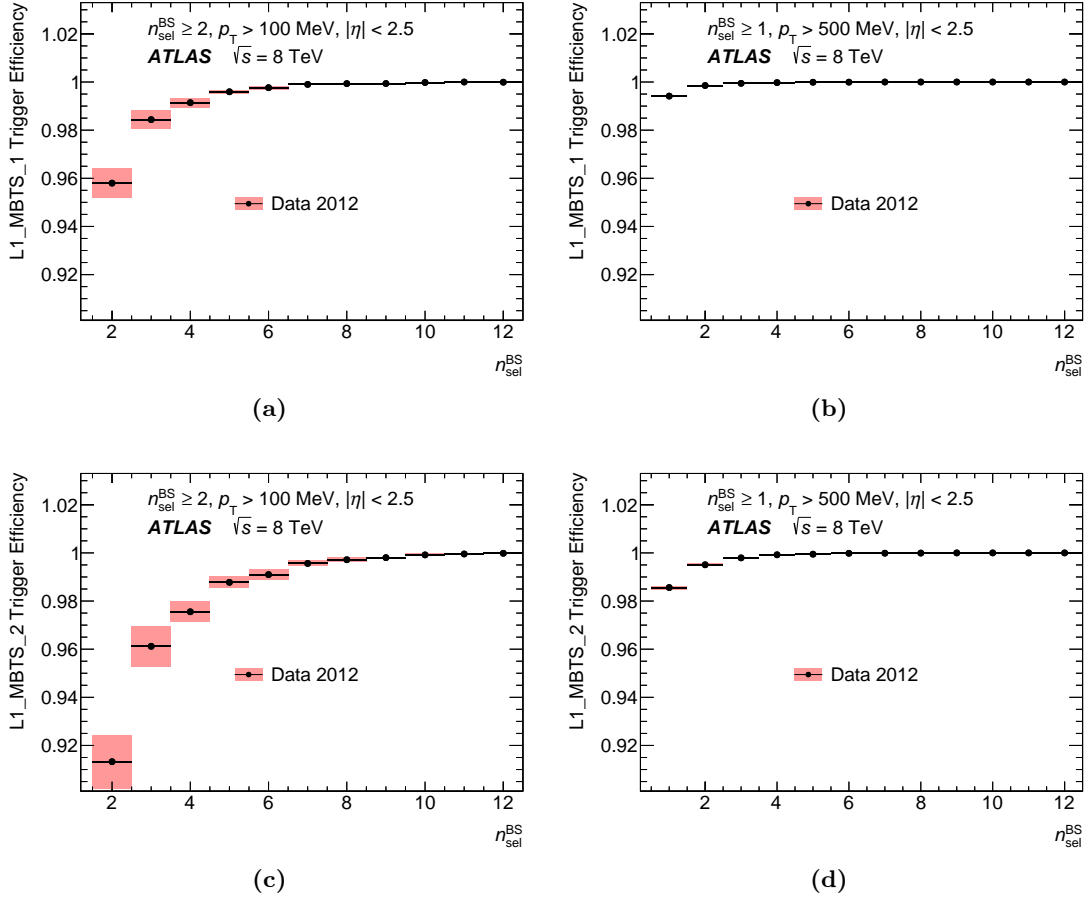 L1_MBTS_1 Trigger Efficiency
1.02
1
0.98
0.96
0.94
0.92
n_sel^BS ≥ 2, p_T > 100 MeV, |η| < 2.5
ATLAS √s = 8 TeV
Data 2012
2 4 6 8 10 12
n_sel^BS
(a)
L1_MBTS_1 Trigger Efficiency
1.02
1
0.98
0.96
0.94
0.92
n_sel^BS ≥ 1, p_T > 500 MeV, |η| < 2.5
ATLAS √s = 8 TeV
Data 2012
2 4 6 8 10 12
n_sel^BS
(b)
L1_MBTS_2 Trigger Efficiency
1.02
1
0.98
0.96
0.94
0.92
n_sel^BS ≥ 2, p_T > 100 MeV, |η| < 2.5
ATLAS √s = 8 TeV
Data 2012
2 4 6 8 10 12
n_sel^BS
(c)
L1_MBTS_2 Trigger Efficiency
1.02
1
0.98
0.96
0.94
0.92
n_sel^BS ≥ 1, p_T > 500 MeV, |η| < 2.5
ATLAS √s = 8 TeV
Data 2012
2 4 6 8 10 12
n_sel^BS
(d)